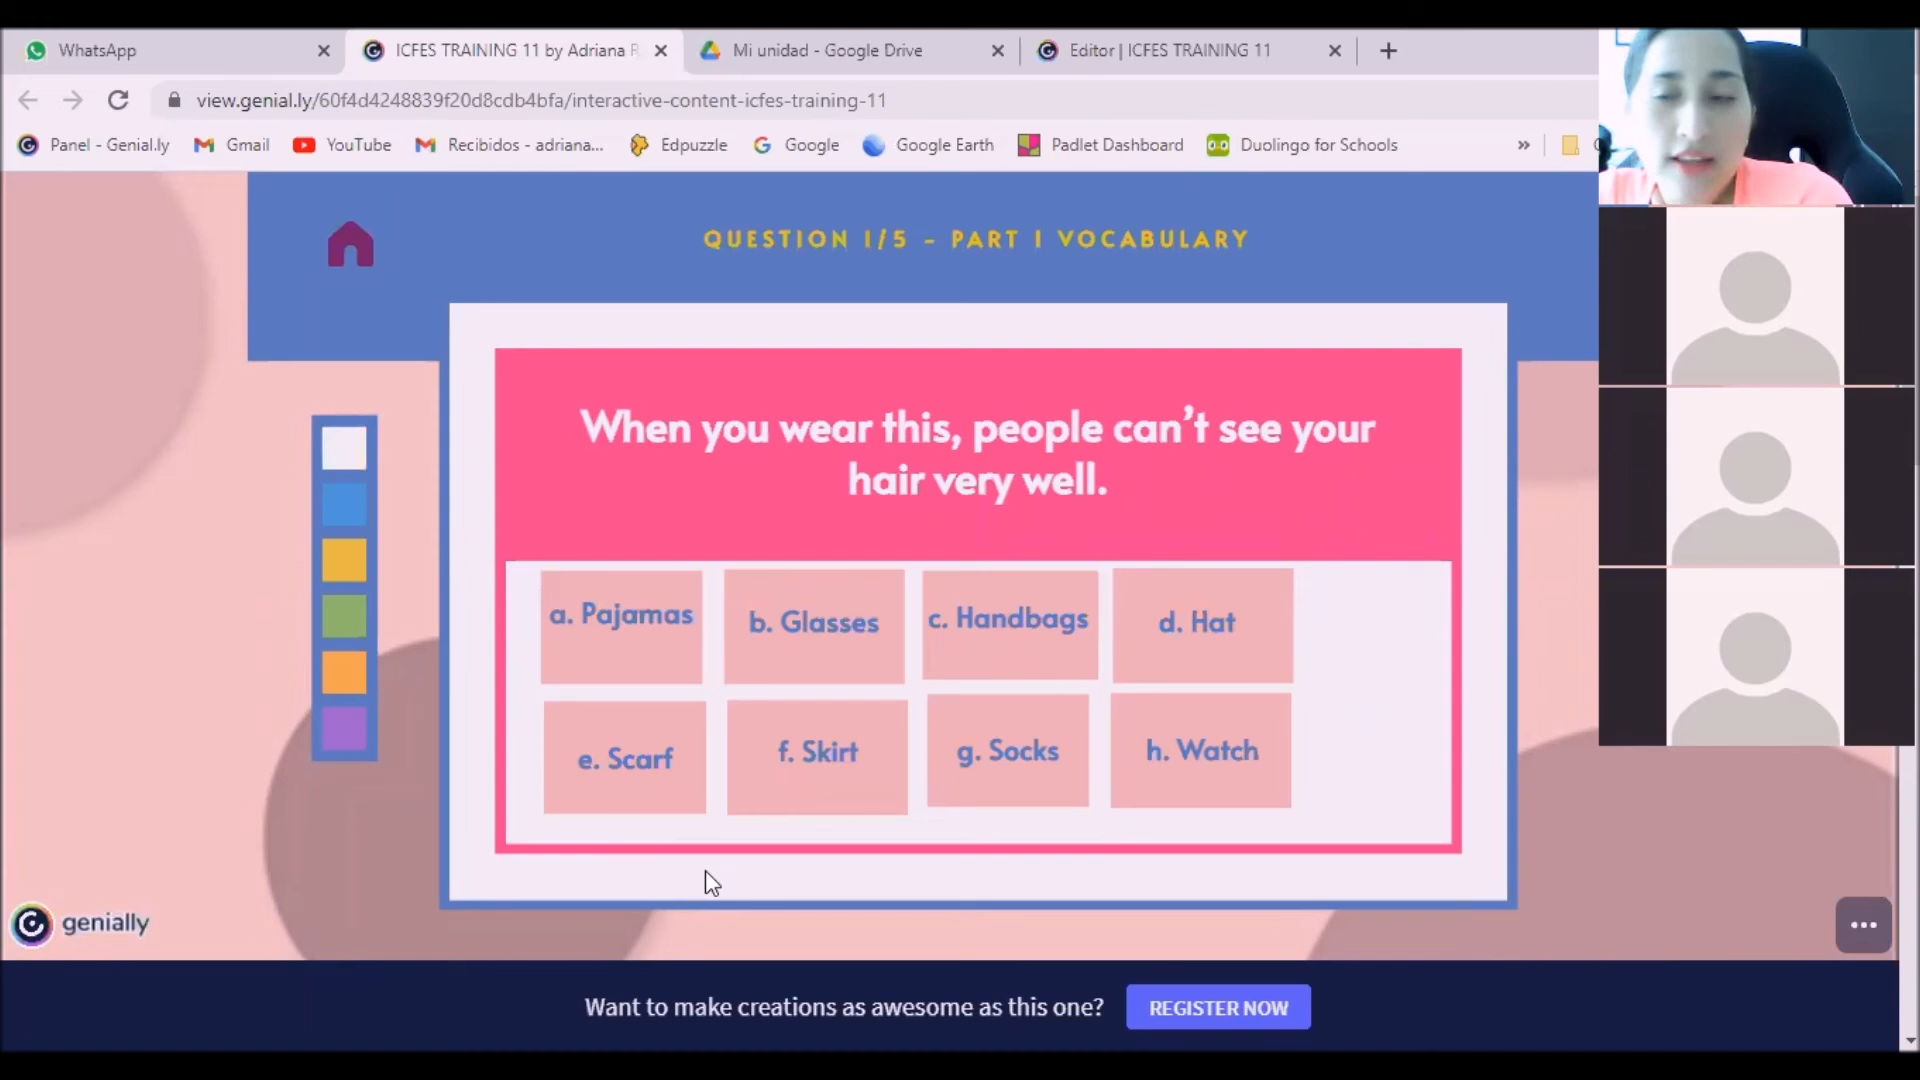 WhatsApp
ICFES TRAINING 11 by Adriana R
Mi unidad - Google Drive
Editor | ICFES TRAINING 11
view.genial.ly/60f4d4248839f20d8cdb4bfa/interactive-content-icfes-training-11
Panel - Genial.ly
Gmail
YouTube
Recibidos - adriana...
Edpuzzle
Google
Google Earth
Padlet Dashboard
Duolingo for Schools
QUESTION 1/5 - PART 1 VOCABULARY
When you wear this, people can't see your
hair very well.
a. Pajamas
b. Glasses
c. Handbags
d. Hat
e. Scarf
f. Skirt
g. Socks
h. Watch
genially
Want to make creations as awesome as this one?
REGISTER NOW